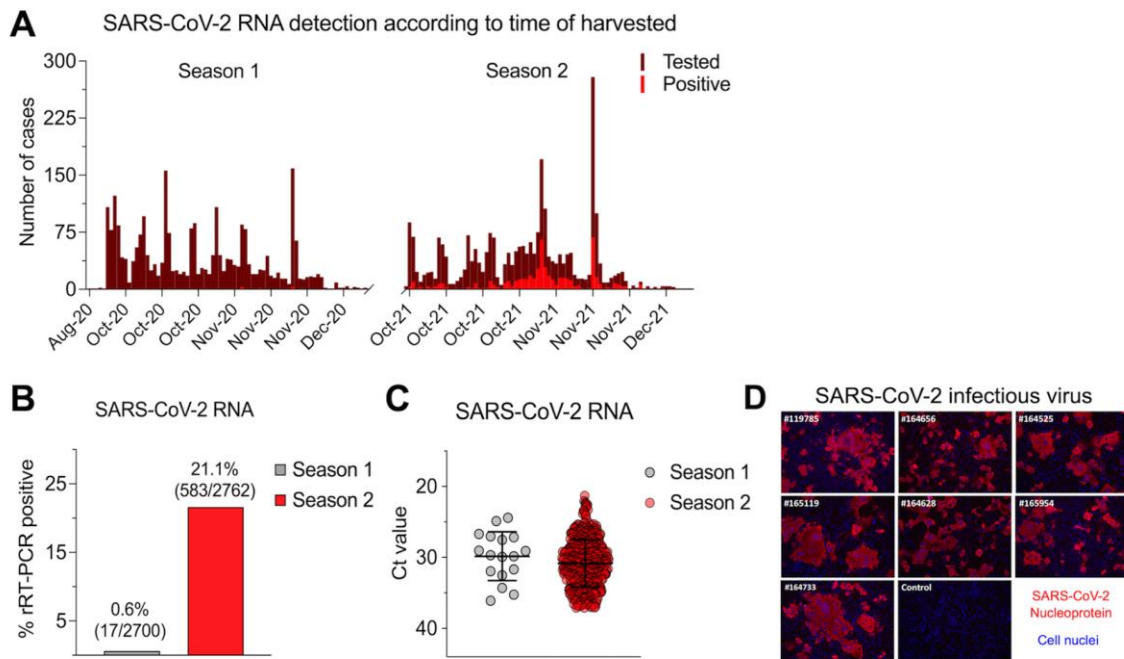 A
SARS-CoV-2 RNA detection according to time of harvested
Season 1
Season 2
Tested
Positive
Number of cases
300
225
150
75
0
Aug-20
Oct-20
Oct-20
Oct-20
Nov-20
Nov-20
Nov-20
Dec-20
Oct-21
Oct-21
Oct-21
Oct-21
Nov-21
Nov-21
Nov-21
Dec-21
B
SARS-CoV-2 RNA
% rRT-PCR positive
25
15
5
0.6%
(17/2700)
21.1%
(583/2762)
Season 1
Season 2
C
SARS-CoV-2 RNA
Ct value
20
30
40
Season 1
Season 2
D
SARS-CoV-2 infectious virus
#119785
#164656
#164525
#165119
#164628
#165954
#164733
Control
SARS-CoV-2
Nucleoprotein
Cell nuclei